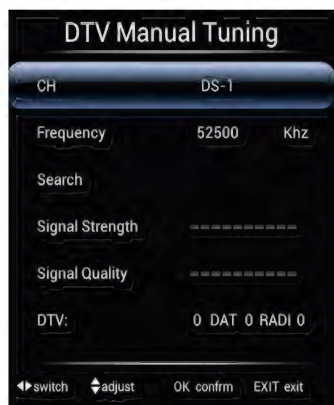 DTV Manual Tuning
CH DS-1
Frequency 52500 Khz
Search
Signal Strength
Signal Quality
DTV: 0 DAT 0 RADI 0
switch adjust OK confrm EXIT exit